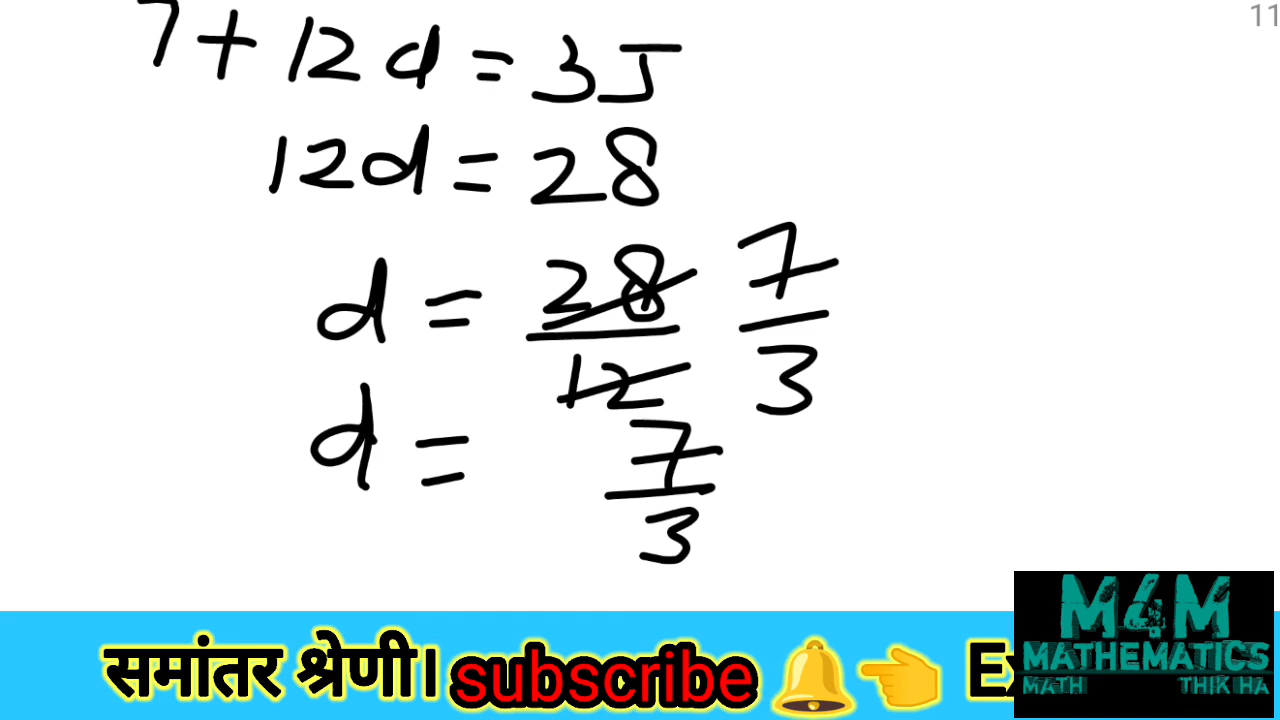 11
7 + 12d = 35
12d = 28
d = 28/12 7/3
d = 7/3
समांतर श्रेणी। subscribe 🔔👈 Ex
M4M
MATHEMATICS
MATH THIK HA